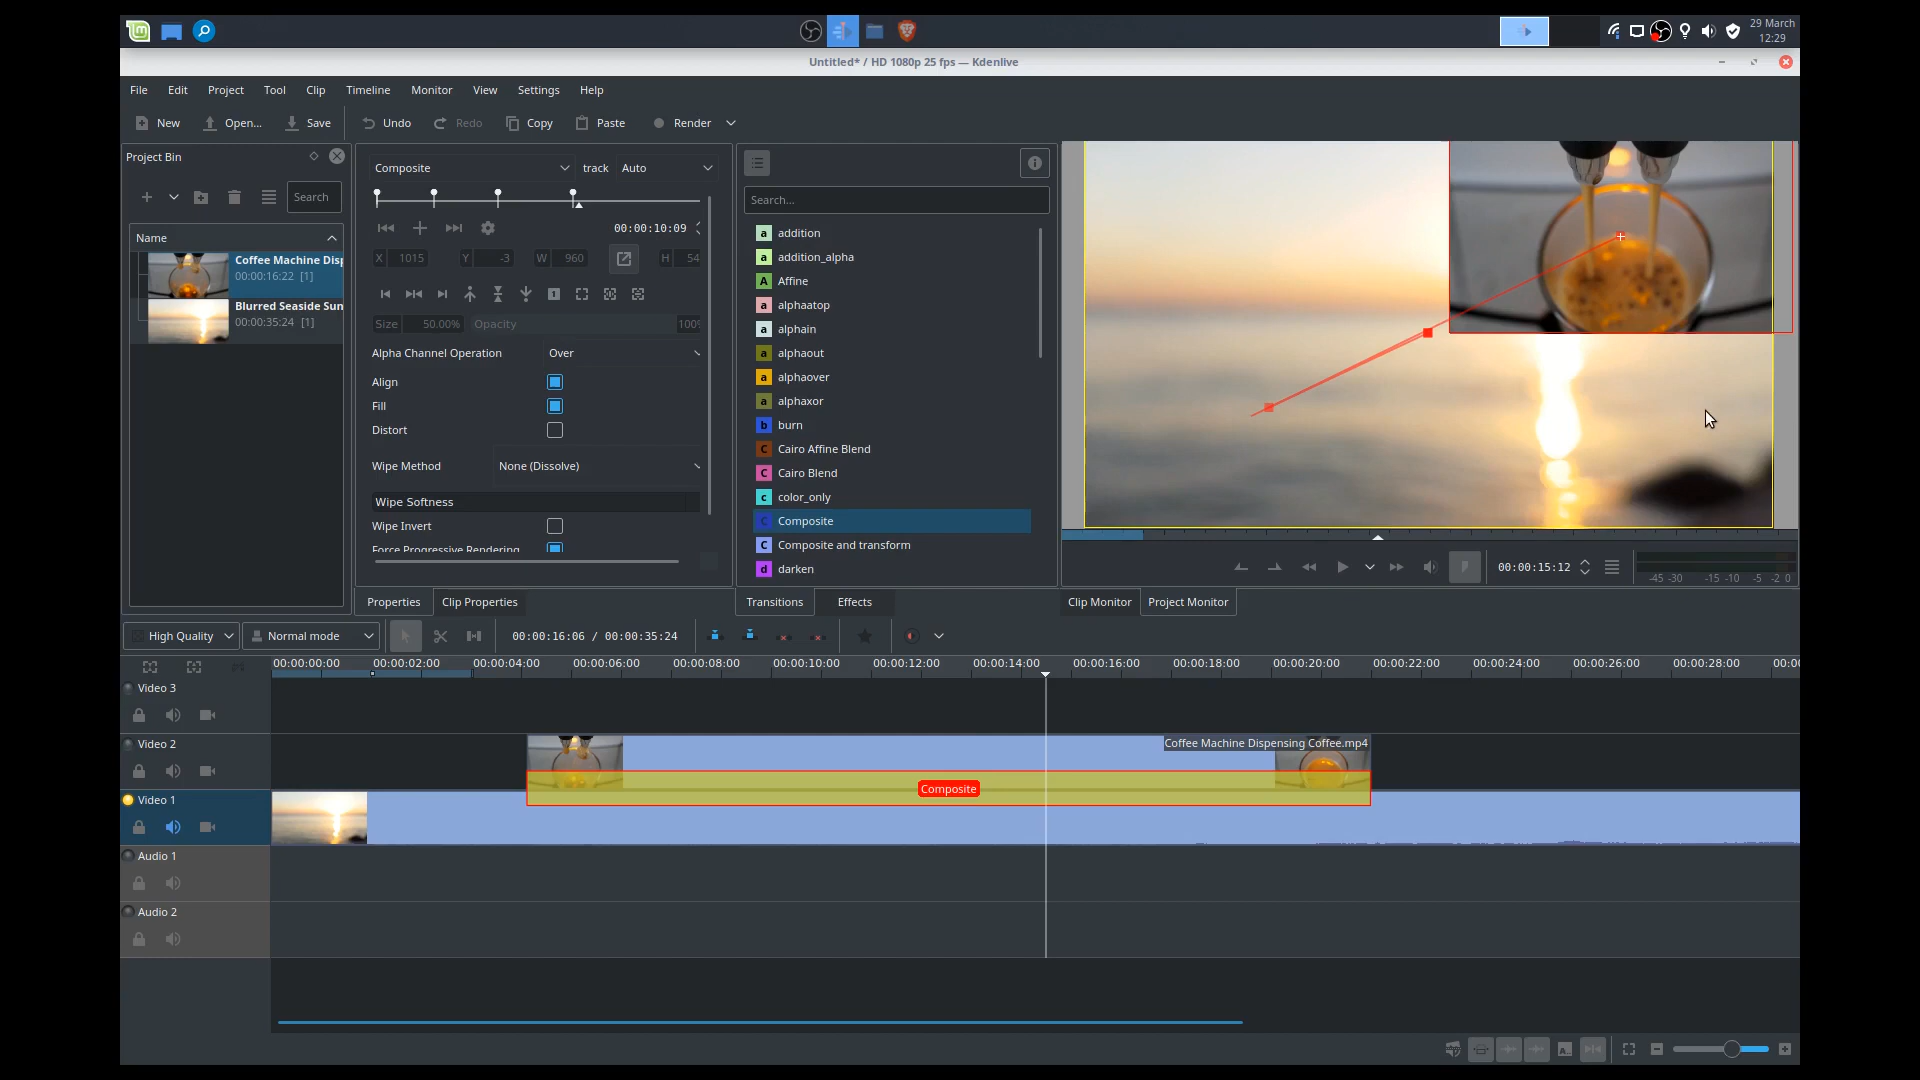 29 March
12:29
Untitled* / HD 1080p 25 fps — Kdenlive
File Edit Project Tool Clip Timeline Monitor View Settings Help
New Open... Save Undo Redo Copy Paste Render
Project Bin
Search
Name
Coffee Machine Disp
00:00:16:22 [1]
Blurred Seaside Sun
00:00:35:24 [1]
Composite track Auto
00:00:10:09
X 1015 Y -3 W 960 H 54
Size 50.00% Opacity 100%
Alpha Channel Operation Over
Align
Fill
Distort
Wipe Method None (Dissolve)
Wipe Softness
Wipe Invert
Force Progressive Rendering
Search...
a addition
a addition_alpha
A Affine
a alphaatop
a alphain
a alphaout
a alphaover
a alphaxor
b burn
C Cairo Affine Blend
C Cairo Blend
c color_only
C Composite
C Composite and transform
d darken
00:00:15:12
-45 -30 -15 -10 -5 -2 0
Properties Clip Properties
Transitions Effects
Clip Monitor Project Monitor
High Quality Normal mode 00:00:16:06 / 00:00:35:24
00:00:00:00 00:00:02:00 00:00:04:00 00:00:06:00 00:00:08:00 00:00:10:00 00:00:12:00 00:00:14:00 00:00:16:00 00:00:18:00 00:00:20:00 00:00:22:00 00:00:24:00 00:00:26:00 00:00:28:00 00:0
Video 3
Video 2
Coffee Machine Dispensing Coffee.mp4
Composite
Video 1
Audio 1
Audio 2